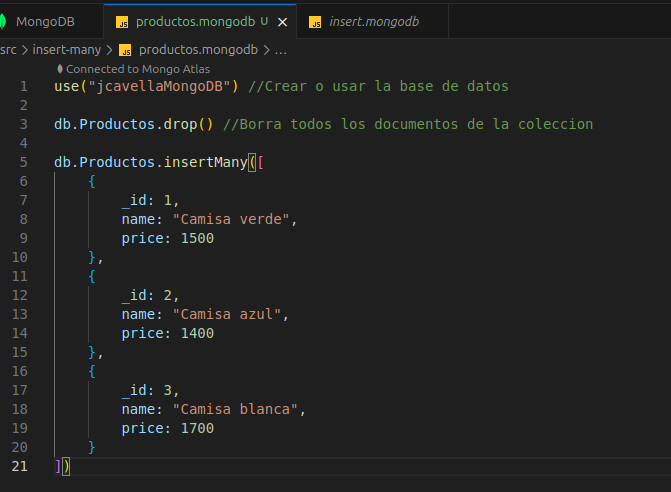 MongoDB
productos.mongodb U
insert.mongodb
src > insert-many > productos.mongodb > ...
Connected to Mongo Atlas
1 use("jcavellaMongoDB") //Crear o usar la base de datos
2
3 db.Productos.drop() //Borra todos los documentos de la coleccion
4
5 db.Productos.insertMany([
6 {
7 _id: 1,
8 name: "Camisa verde",
9 price: 1500
10 },
11 {
12 _id: 2,
13 name: "Camisa azul",
14 price: 1400
15 },
16 {
17 _id: 3,
18 name: "Camisa blanca",
19 price: 1700
20 }
21 ])